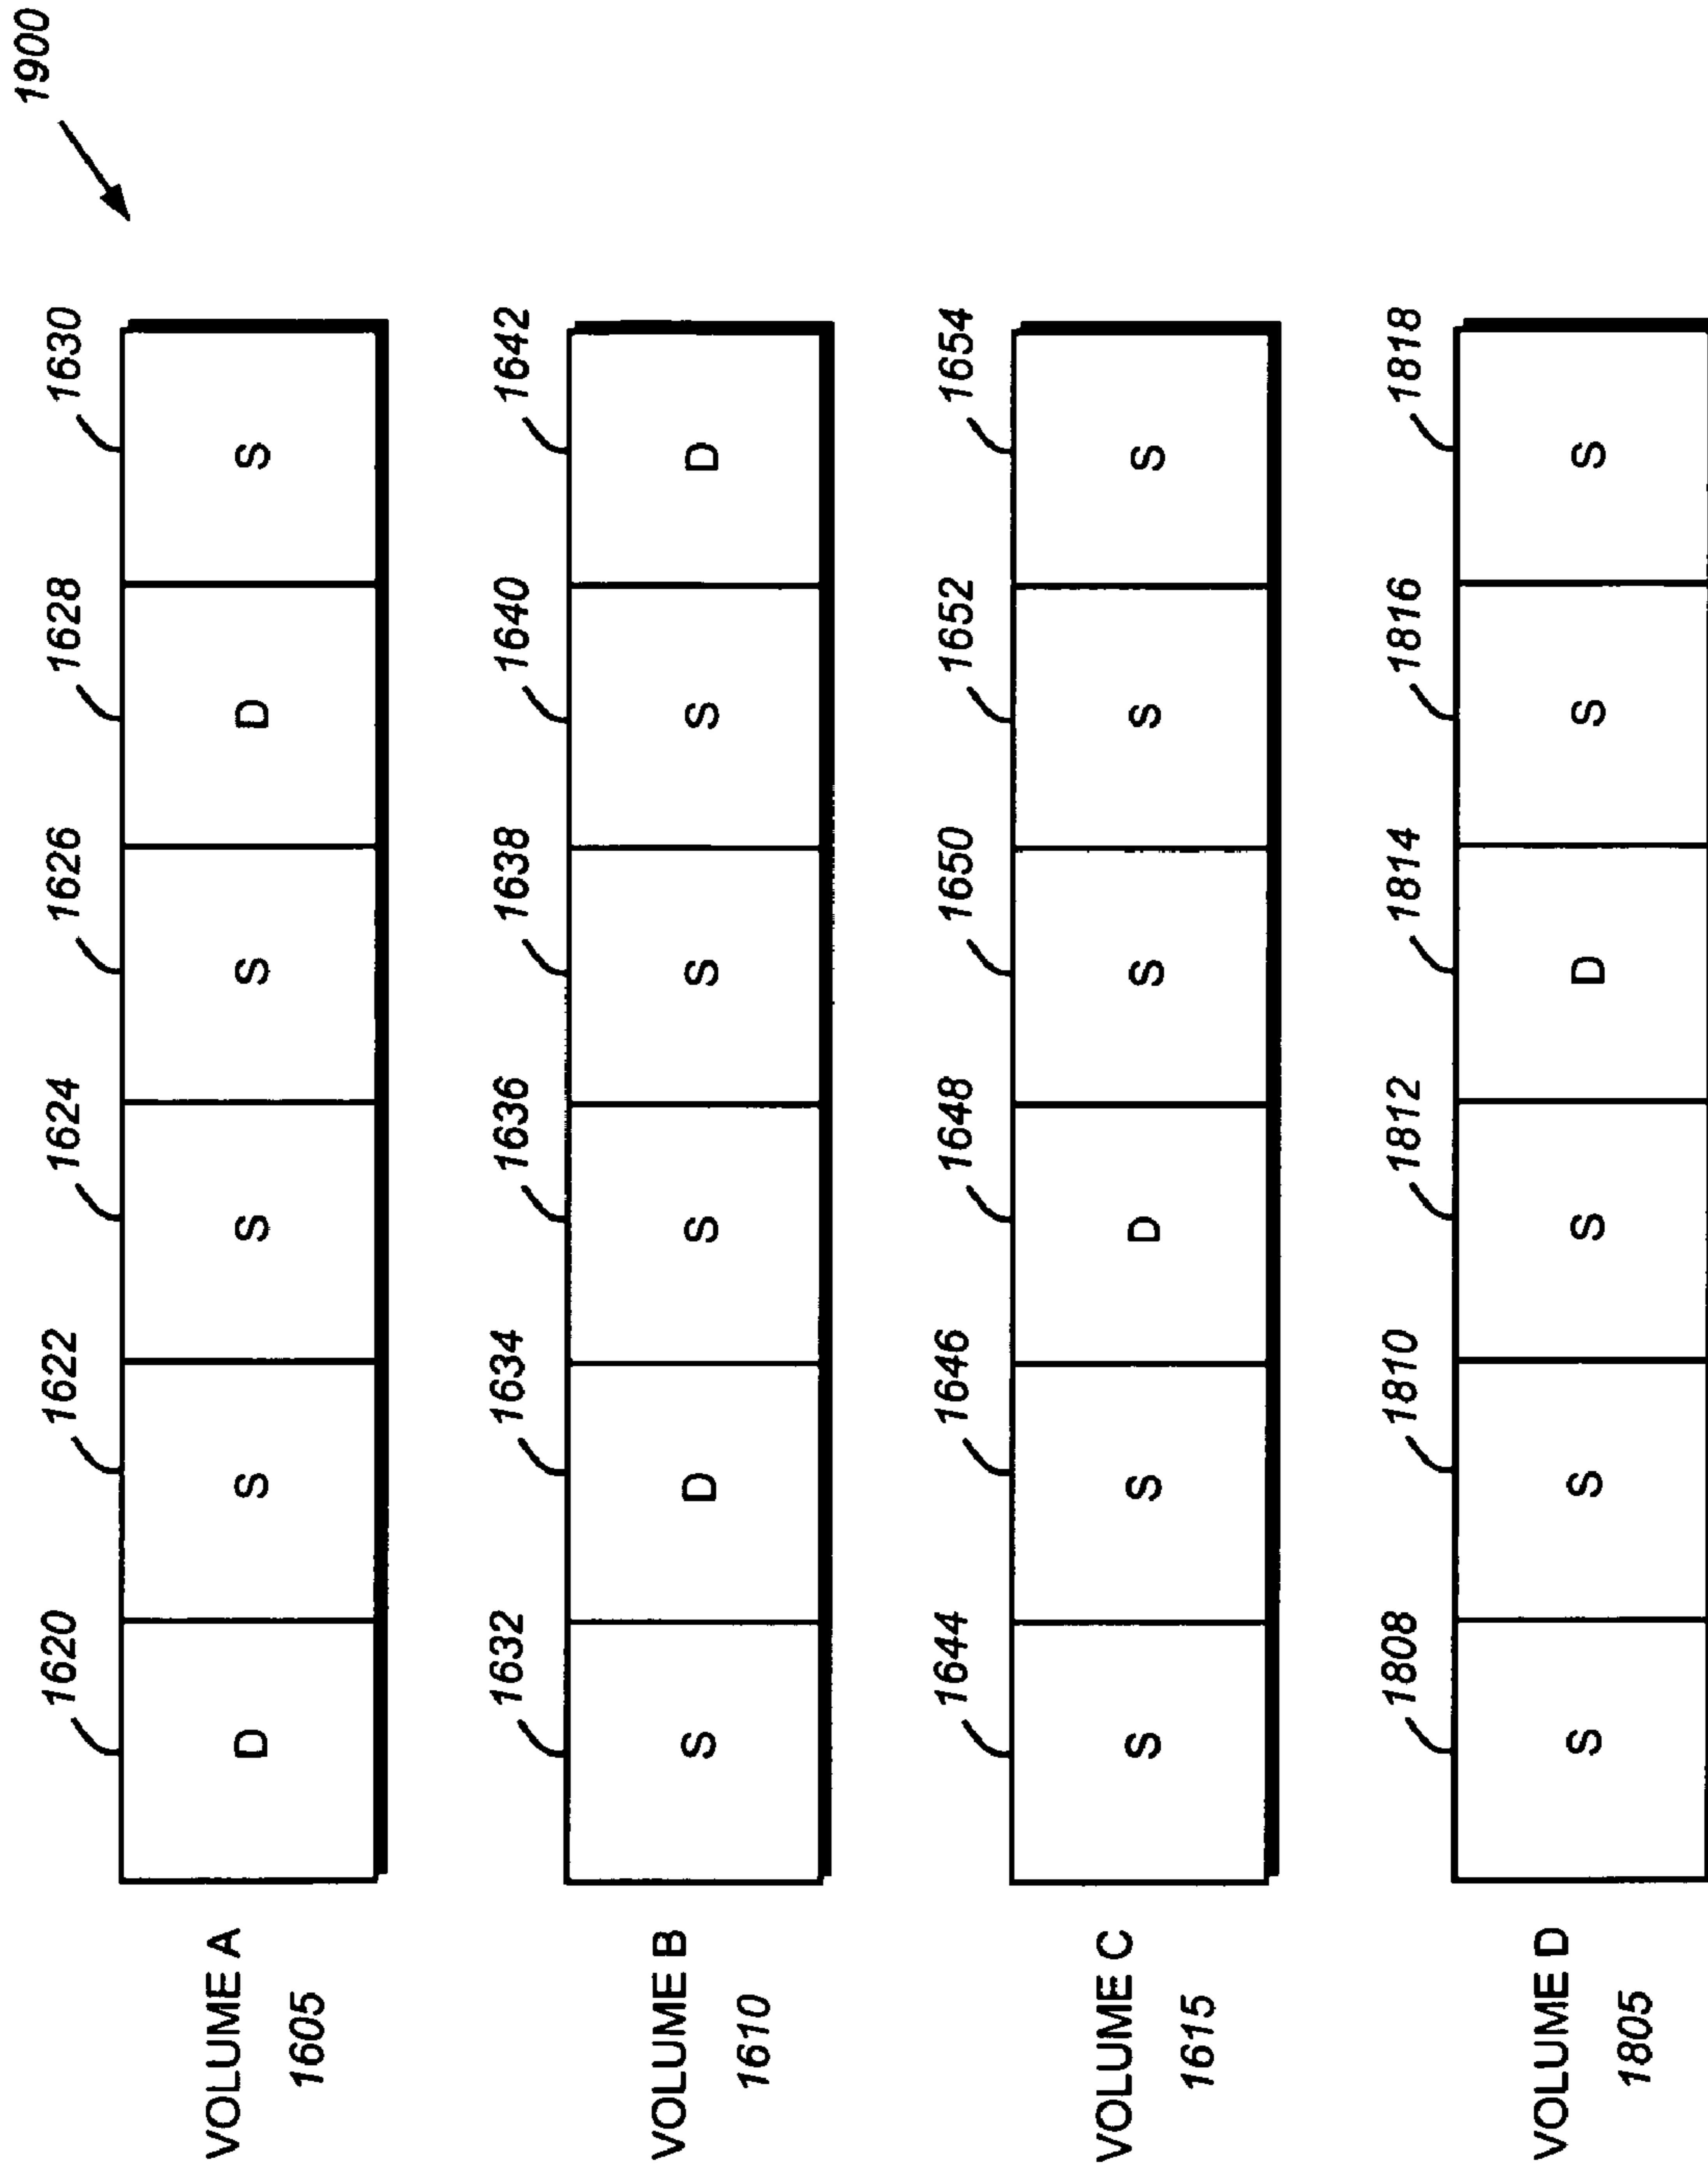 1900
1620 1622 1624 1626 1628 1630
VOLUME A D S S S D S
1605
1632 1634 1636 1638 1640 1642
VOLUME B S D S S S D
1610
1644 1646 1648 1650 1652 1654
VOLUME C S S D S S S
1615
1808 1810 1812 1814 1816 1818
VOLUME D S S S D S S
1805